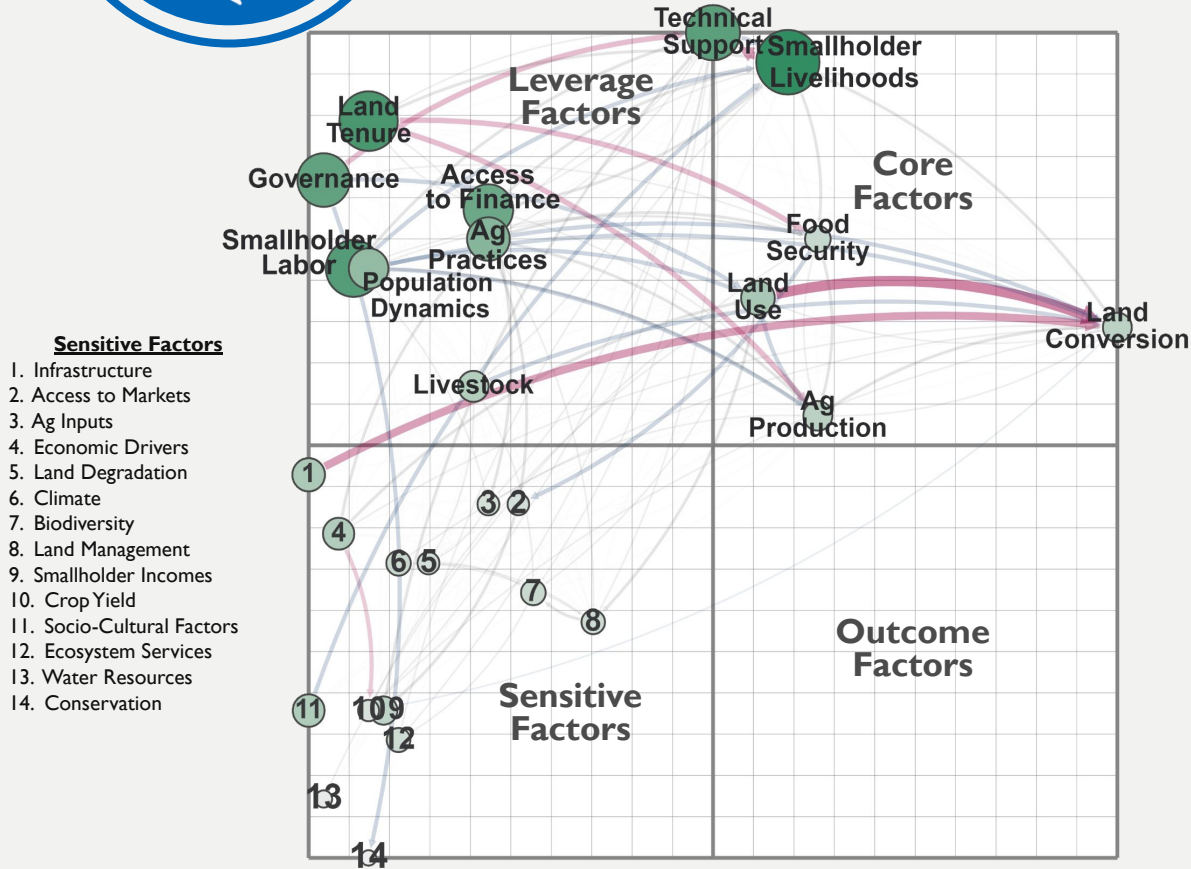 Technical
Support
Smallholder
Livelihoods
Leverage
Factors
Land
Tenure
Core
Factors
Governance
Access
to Finance
Food
Security
Ag
Practices
Smallholder
Labor
Population
Dynamics
Land
Use
Land
Conversion
Livestock
Ag
Production
Sensitive Factors
1. Infrastructure
2. Access to Markets
3. Ag Inputs
4. Economic Drivers
5. Land Degradation
6. Climate
7. Biodiversity
8. Land Management
9. Smallholder Incomes
10. Crop Yield
11. Socio-Cultural Factors
12. Ecosystem Services
13. Water Resources
14. Conservation
1
3
2
4
6
5
7
8
Outcome
Factors
Sensitive
Factors
11
10
9
12
13
14